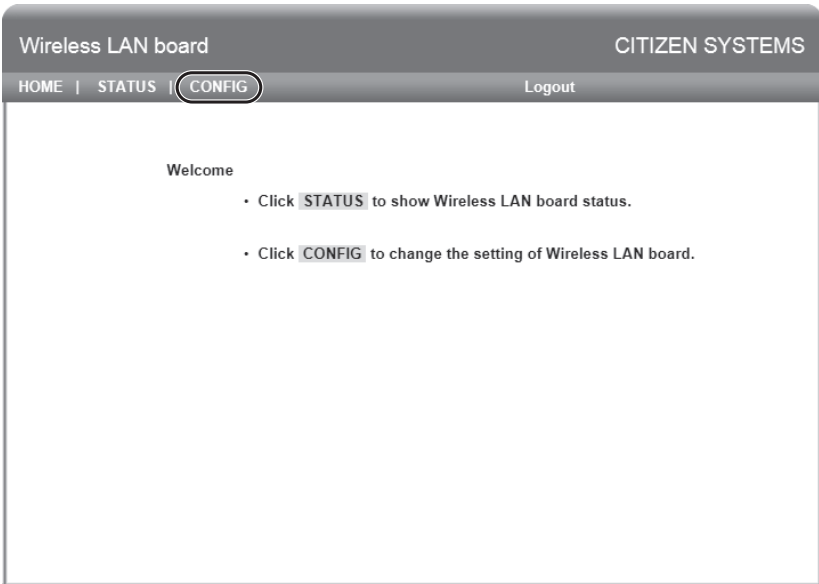 Wireless LAN board CITIZEN SYSTEMS
HOME | STATUS | CONFIG Logout
Welcome
• Click STATUS to show Wireless LAN board status.
• Click CONFIG to change the setting of Wireless LAN board.